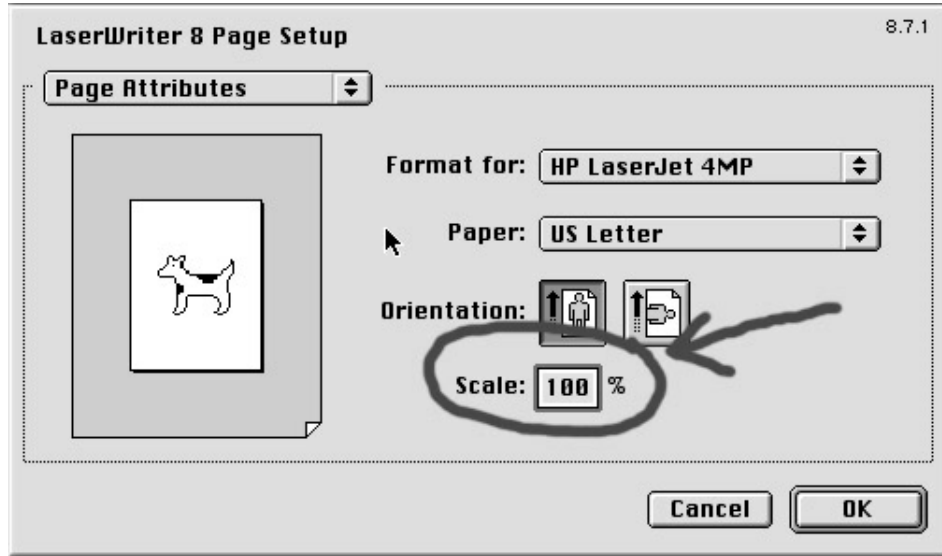 LaserWriter 8 Page Setup
8.7.1
Page Attributes
Format for: HP LaserJet 4MP
Paper: US Letter
Orientation:
Scale: 100 %
Cancel
OK